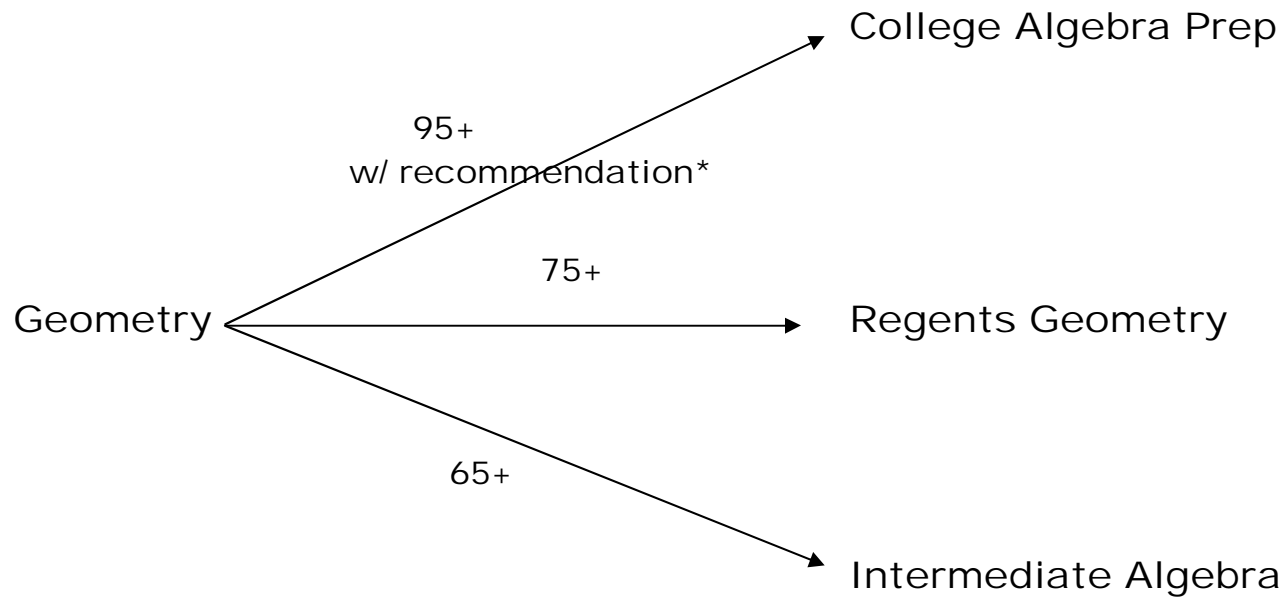 College Algebra Prep
95+
w/ recommendation*
75+
Geometry
Regents Geometry
65+
Intermediate Algebra